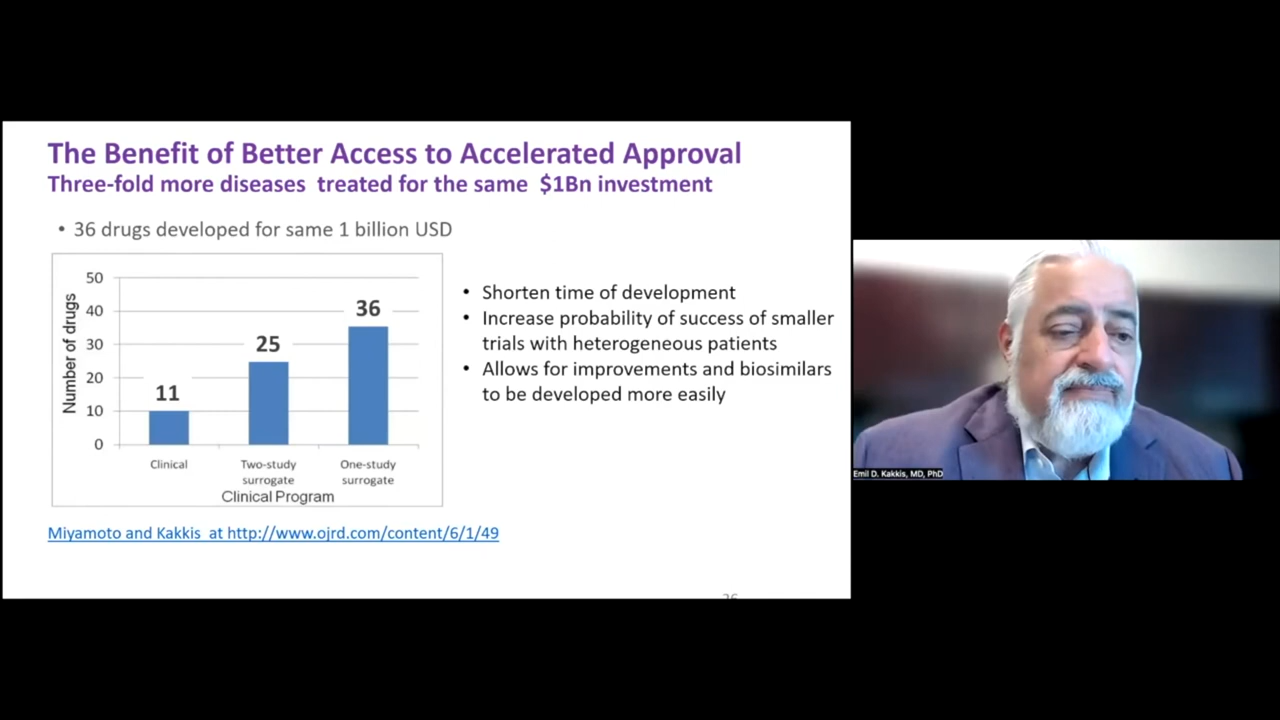 The Benefit of Better Access to Accelerated Approval
Three-fold more diseases treated for the same $1Bn investment
• 36 drugs developed for same 1 billion USD
50
40
30
20
10
0
Number of drugs
11
25
36
Clinical
Two-study
surrogate
One-study
surrogate
Clinical Program
• Shorten time of development
• Increase probability of success of smaller
trials with heterogeneous patients
• Allows for improvements and biosimilars
to be developed more easily
Miyamoto and Kakkis at http://www.ojrd.com/content/6/1/49
Emil D. Kakkis, MD, PhD